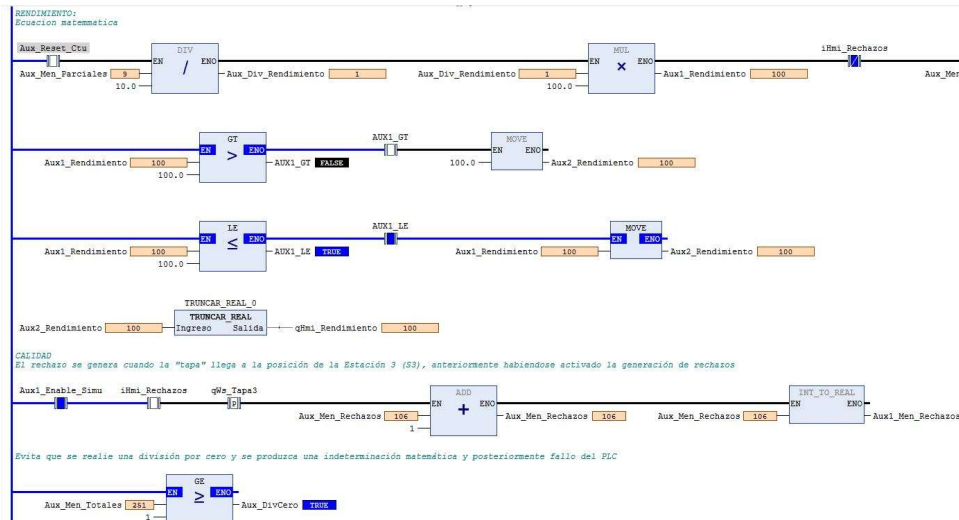 RENDIMIENTO:
Ecuacion matemmatica
Aux_Reset_Ctu
DIV
EN ENO
/
Aux_Men_Parciales 9
10.0
Aux_Div_Rendimiento 1
MUL
EN ENO
×
Aux_Div_Rendimiento 1
100.0
Aux1_Rendimiento 100
iHmi_Rechazos
Aux_Men
GT
EN ENO
>
Aux1_Rendimiento 100
100.0
AUX1_GT FALSE
AUX1_GT
MOVE
EN ENO
100.0
Aux2_Rendimiento 100
LE
EN ENO
≤
Aux1_Rendimiento 100
100.0
AUX1_LE TRUE
AUX1_LE
MOVE
EN ENO
Aux1_Rendimiento 100
Aux2_Rendimiento 100
TRUNCAR_REAL_0
TRUNCAR_REAL
Aux2_Rendimiento 100
Ingreso Salida
qHmi_Rendimiento 100
CALIDAD
El rechazo se genera cuando la "tapa" llega a la posición de la Estación 3 (S3), anteriormente habiendose activado la generación de rechazos
Aux1_Enable_Simu iHmi_Rechazos qWs_Tapa3
P
ADD
EN ENO
+
Aux_Men_Rechazos 106
1
Aux_Men_Rechazos 106
INT_TO_REAL
EN ENO
Aux_Men_Rechazos 106
Aux1_Men_Rechazos
Evita que se realie una división por cero y se produzca una indeterminación matemática y posteriormente fallo del PLC
GE
EN ENO
≥
Aux_Men_Totales 251
1
Aux_DivCero TRUE